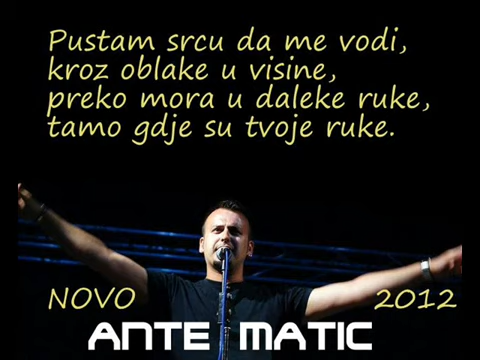 Pustam srcu da me vodi,
kroz oblake u visine,
preko mora u daleke ruke,
tamo gdje su tvoje ruke.
NOVO 2012
ANTE MATIC